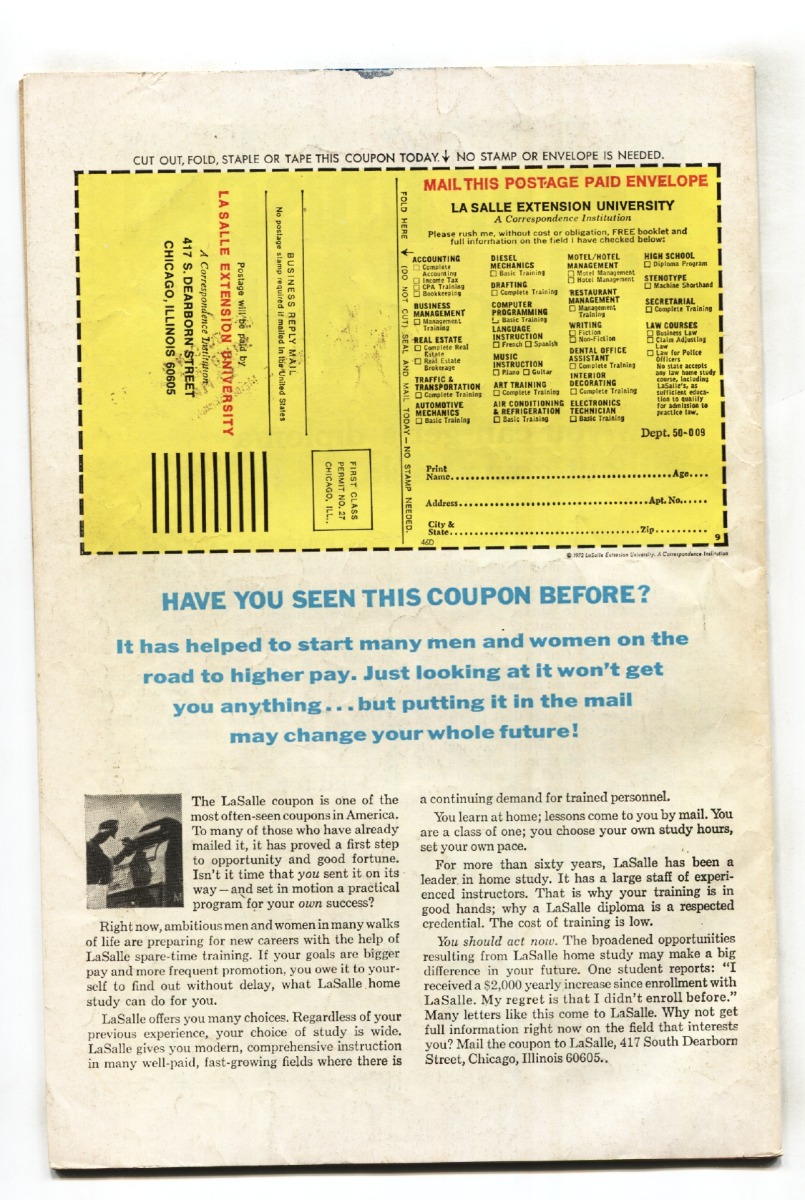 CUT OUT, FOLD, STAPLE OR TAPE THIS COUPON TODAY. ↓ NO STAMP OR ENVELOPE IS NEEDED.
LA SALLE EXTENSION UNIVERSITY
A Correspondence Institution
417 S. DEARBORN STREET
CHICAGO, ILLINOIS 60605
Postage will be paid by
BUSINESS REPLY MAIL
No postage stamp required if mailed in the United States
FIRST CLASS
PERMIT NO. 27
CHICAGO, ILL.
FOLD HERE (DO NOT CUT) SEAL AND MAIL TODAY — NO STAMP NEEDED.
MAIL THIS POSTAGE PAID ENVELOPE
LA SALLE EXTENSION UNIVERSITY
A Correspondence Institution
Please rush me, without cost or obligation, FREE booklet and
full information on the field I have checked below:
ACCOUNTING
☐ Complete
Accounting
☐ Income Tax
☐ CPA Training
☐ Bookkeeping
BUSINESS
MANAGEMENT
☐ Management
Training
REAL ESTATE
☐ Complete Real
Estate
☐ Real Estate
Brokerage
TRAFFIC &
TRANSPORTATION
☐ Complete Training
AUTOMOTIVE
MECHANICS
☐ Basic Training
DIESEL
MECHANICS
☐ Basic Training
DRAFTING
☐ Complete Training
COMPUTER
PROGRAMMING
☐ Basic Training
LANGUAGE
INSTRUCTION
☐ French ☐ Spanish
MUSIC
INSTRUCTION
☐ Piano ☐ Guitar
ART TRAINING
☐ Complete Training
AIR CONDITIONING
& REFRIGERATION
☐ Basic Training
MOTEL/HOTEL
MANAGEMENT
☐ Motel Management
☐ Hotel Management
RESTAURANT
MANAGEMENT
☐ Management
Training
WRITING
☐ Fiction
☐ Non-Fiction
DENTAL OFFICE
ASSISTANT
☐ Complete Training
INTERIOR
DECORATING
☐ Complete Training
ELECTRONICS
TECHNICIAN
☐ Basic Training
HIGH SCHOOL
☐ Diploma Program
STENOTYPE
☐ Machine Shorthand
SECRETARIAL
☐ Complete Training
LAW COURSES
☐ Business Law
☐ Claim Adjusting
Law
☐ Law for Police
Officers
No state accepts
any law home study
course, including
LaSalle's, as
sufficient educa-
tion to qualify
for admission to
practice law.
Dept. 50-009
Print
Name Age
Address Apt. No.
City &
State Zip
460 9
© 1972 LaSalle Extension University, A Correspondence Institution
HAVE YOU SEEN THIS COUPON BEFORE?
It has helped to start many men and women on the
road to higher pay. Just looking at it won't get
you anything...but putting it in the mail
may change your whole future!
The LaSalle coupon is one of the
most often-seen coupons in America.
To many of those who have already
mailed it, it has proved a first step
to opportunity and good fortune.
Isn't it time that you sent it on its
way—and set in motion a practical
program for your own success?
Right now, ambitious men and women in many walks
of life are preparing for new careers with the help of
LaSalle spare-time training. If your goals are bigger
pay and more frequent promotion, you owe it to your-
self to find out without delay, what LaSalle home
study can do for you.
LaSalle offers you many choices. Regardless of your
previous experience, your choice of study is wide.
LaSalle gives you modern, comprehensive instruction
in many well-paid, fast-growing fields where there is
a continuing demand for trained personnel.
You learn at home; lessons come to you by mail. You
are a class of one; you choose your own study hours,
set your own pace.
For more than sixty years, LaSalle has been a
leader in home study. It has a large staff of experi-
enced instructors. That is why your training is in
good hands; why a LaSalle diploma is a respected
credential. The cost of training is low.
You should act now. The broadened opportunities
resulting from LaSalle home study may make a big
difference in your future. One student reports: "I
received a $2,000 yearly increase since enrollment with
LaSalle. My regret is that I didn't enroll before."
Many letters like this come to LaSalle. Why not get
full information right now on the field that interests
you? Mail the coupon to LaSalle, 417 South Dearborn
Street, Chicago, Illinois 60605..